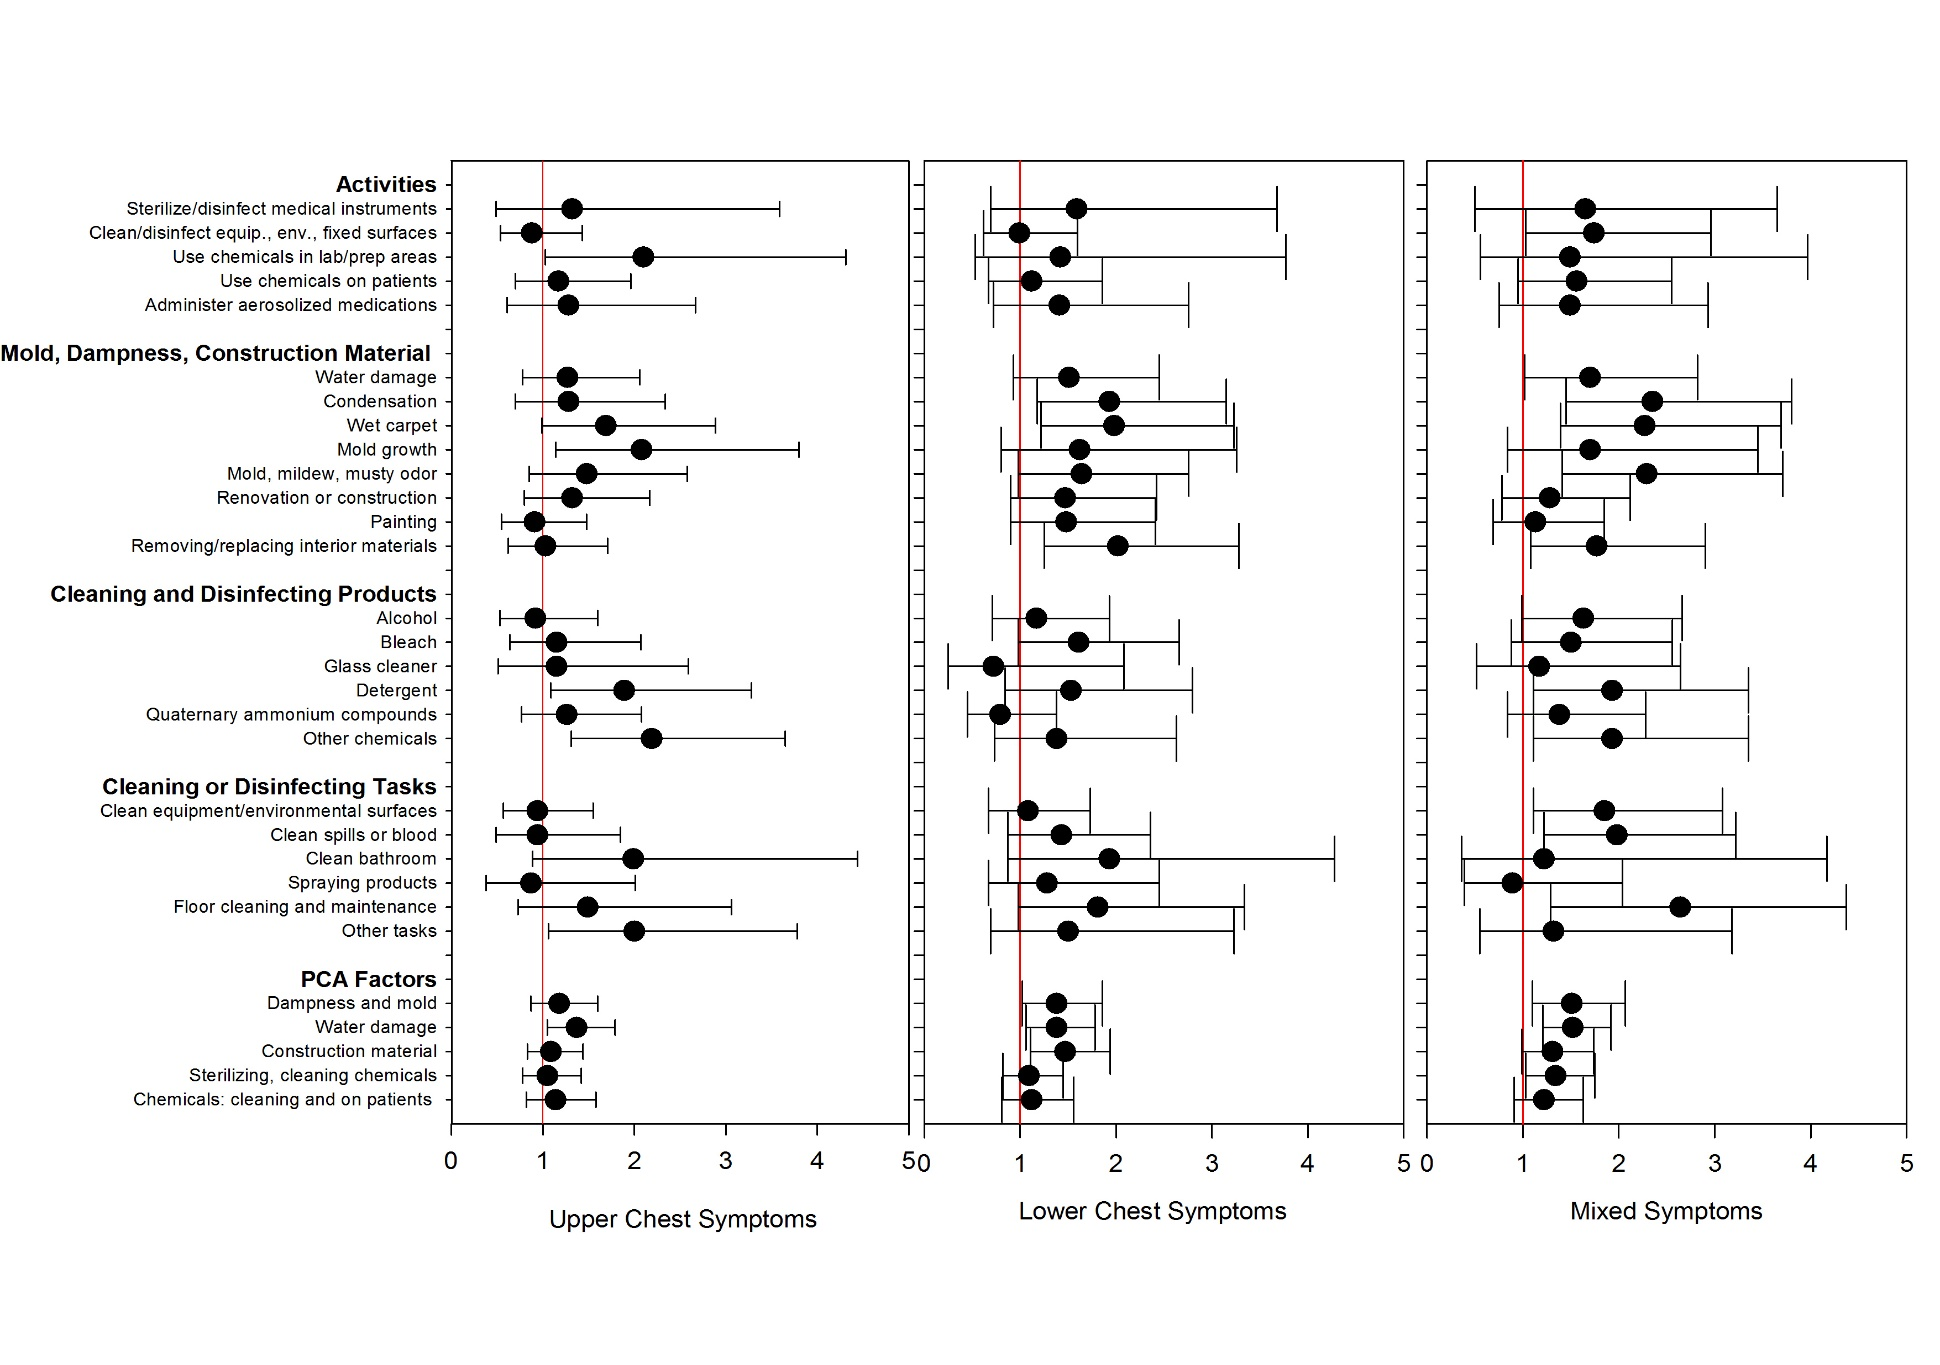 Activities
Sterilize/disinfect medical instruments
Clean/disinfect equip., env., fixed surfaces
Use chemicals in lab/prep areas
Use chemicals on patients
Administer aerosolized medications
Mold, Dampness, Construction Material
Water damage
Condensation
Wet carpet
Mold growth
Mold, mildew, musty odor
Renovation or construction
Painting
Removing/replacing interior materials
Cleaning and Disinfecting Products
Alcohol
Bleach
Glass cleaner
Detergent
Quaternary ammonium compounds
Other chemicals
Cleaning or Disinfecting Tasks
Clean equipment/environmental surfaces
Clean spills or blood
Clean bathroom
Spraying products
Floor cleaning and maintenance
Other tasks
PCA Factors
Dampness and mold
Water damage
Construction material
Sterilizing, cleaning chemicals
Chemicals: cleaning and on patients
0 1 2 3 4 5
0 1 2 3 4 5
0 1 2 3 4 5
Upper Chest Symptoms
Lower Chest Symptoms
Mixed Symptoms